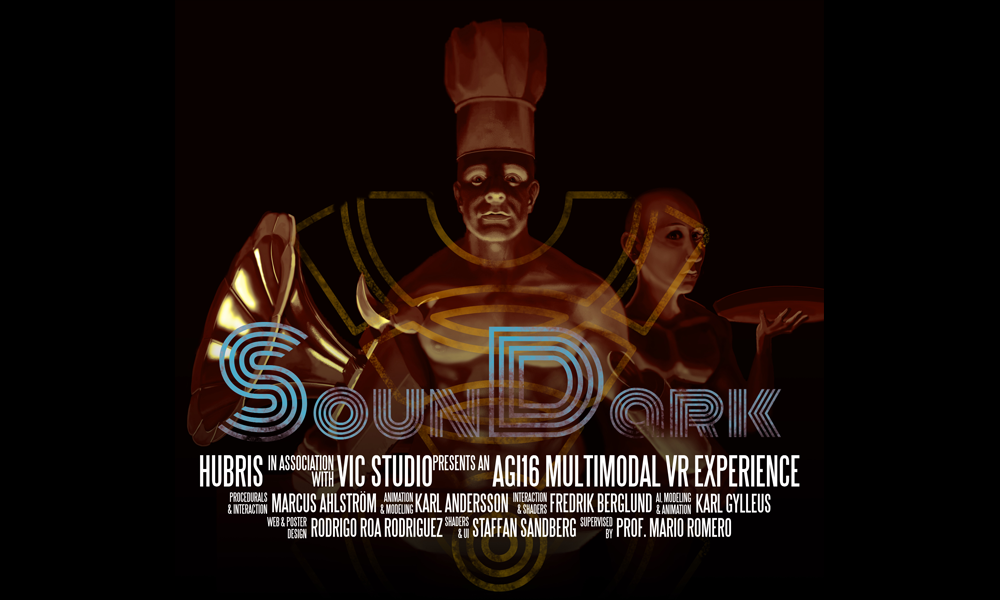 SOUNDARK
HUBRIS IN ASSOCIATION WITH VIC STUDIO PRESENTS AN AGI16 MULTIMODAL VR EXPERIENCE
PROCEDURALS & INTERACTION MARCUS AHLSTRÖM ANIMATION & MODELING KARL ANDERSSON INTERACTION & SHADERS FREDRIK BERGLUND AL MODELING & ANIMATION KARL GYLLEUS
WEB & POSTER DESIGN RODRIGO ROA RODRIGUEZ SHADERS & UI STAFFAN SANDBERG SUPERVISED BY PROF. MARIO ROMERO